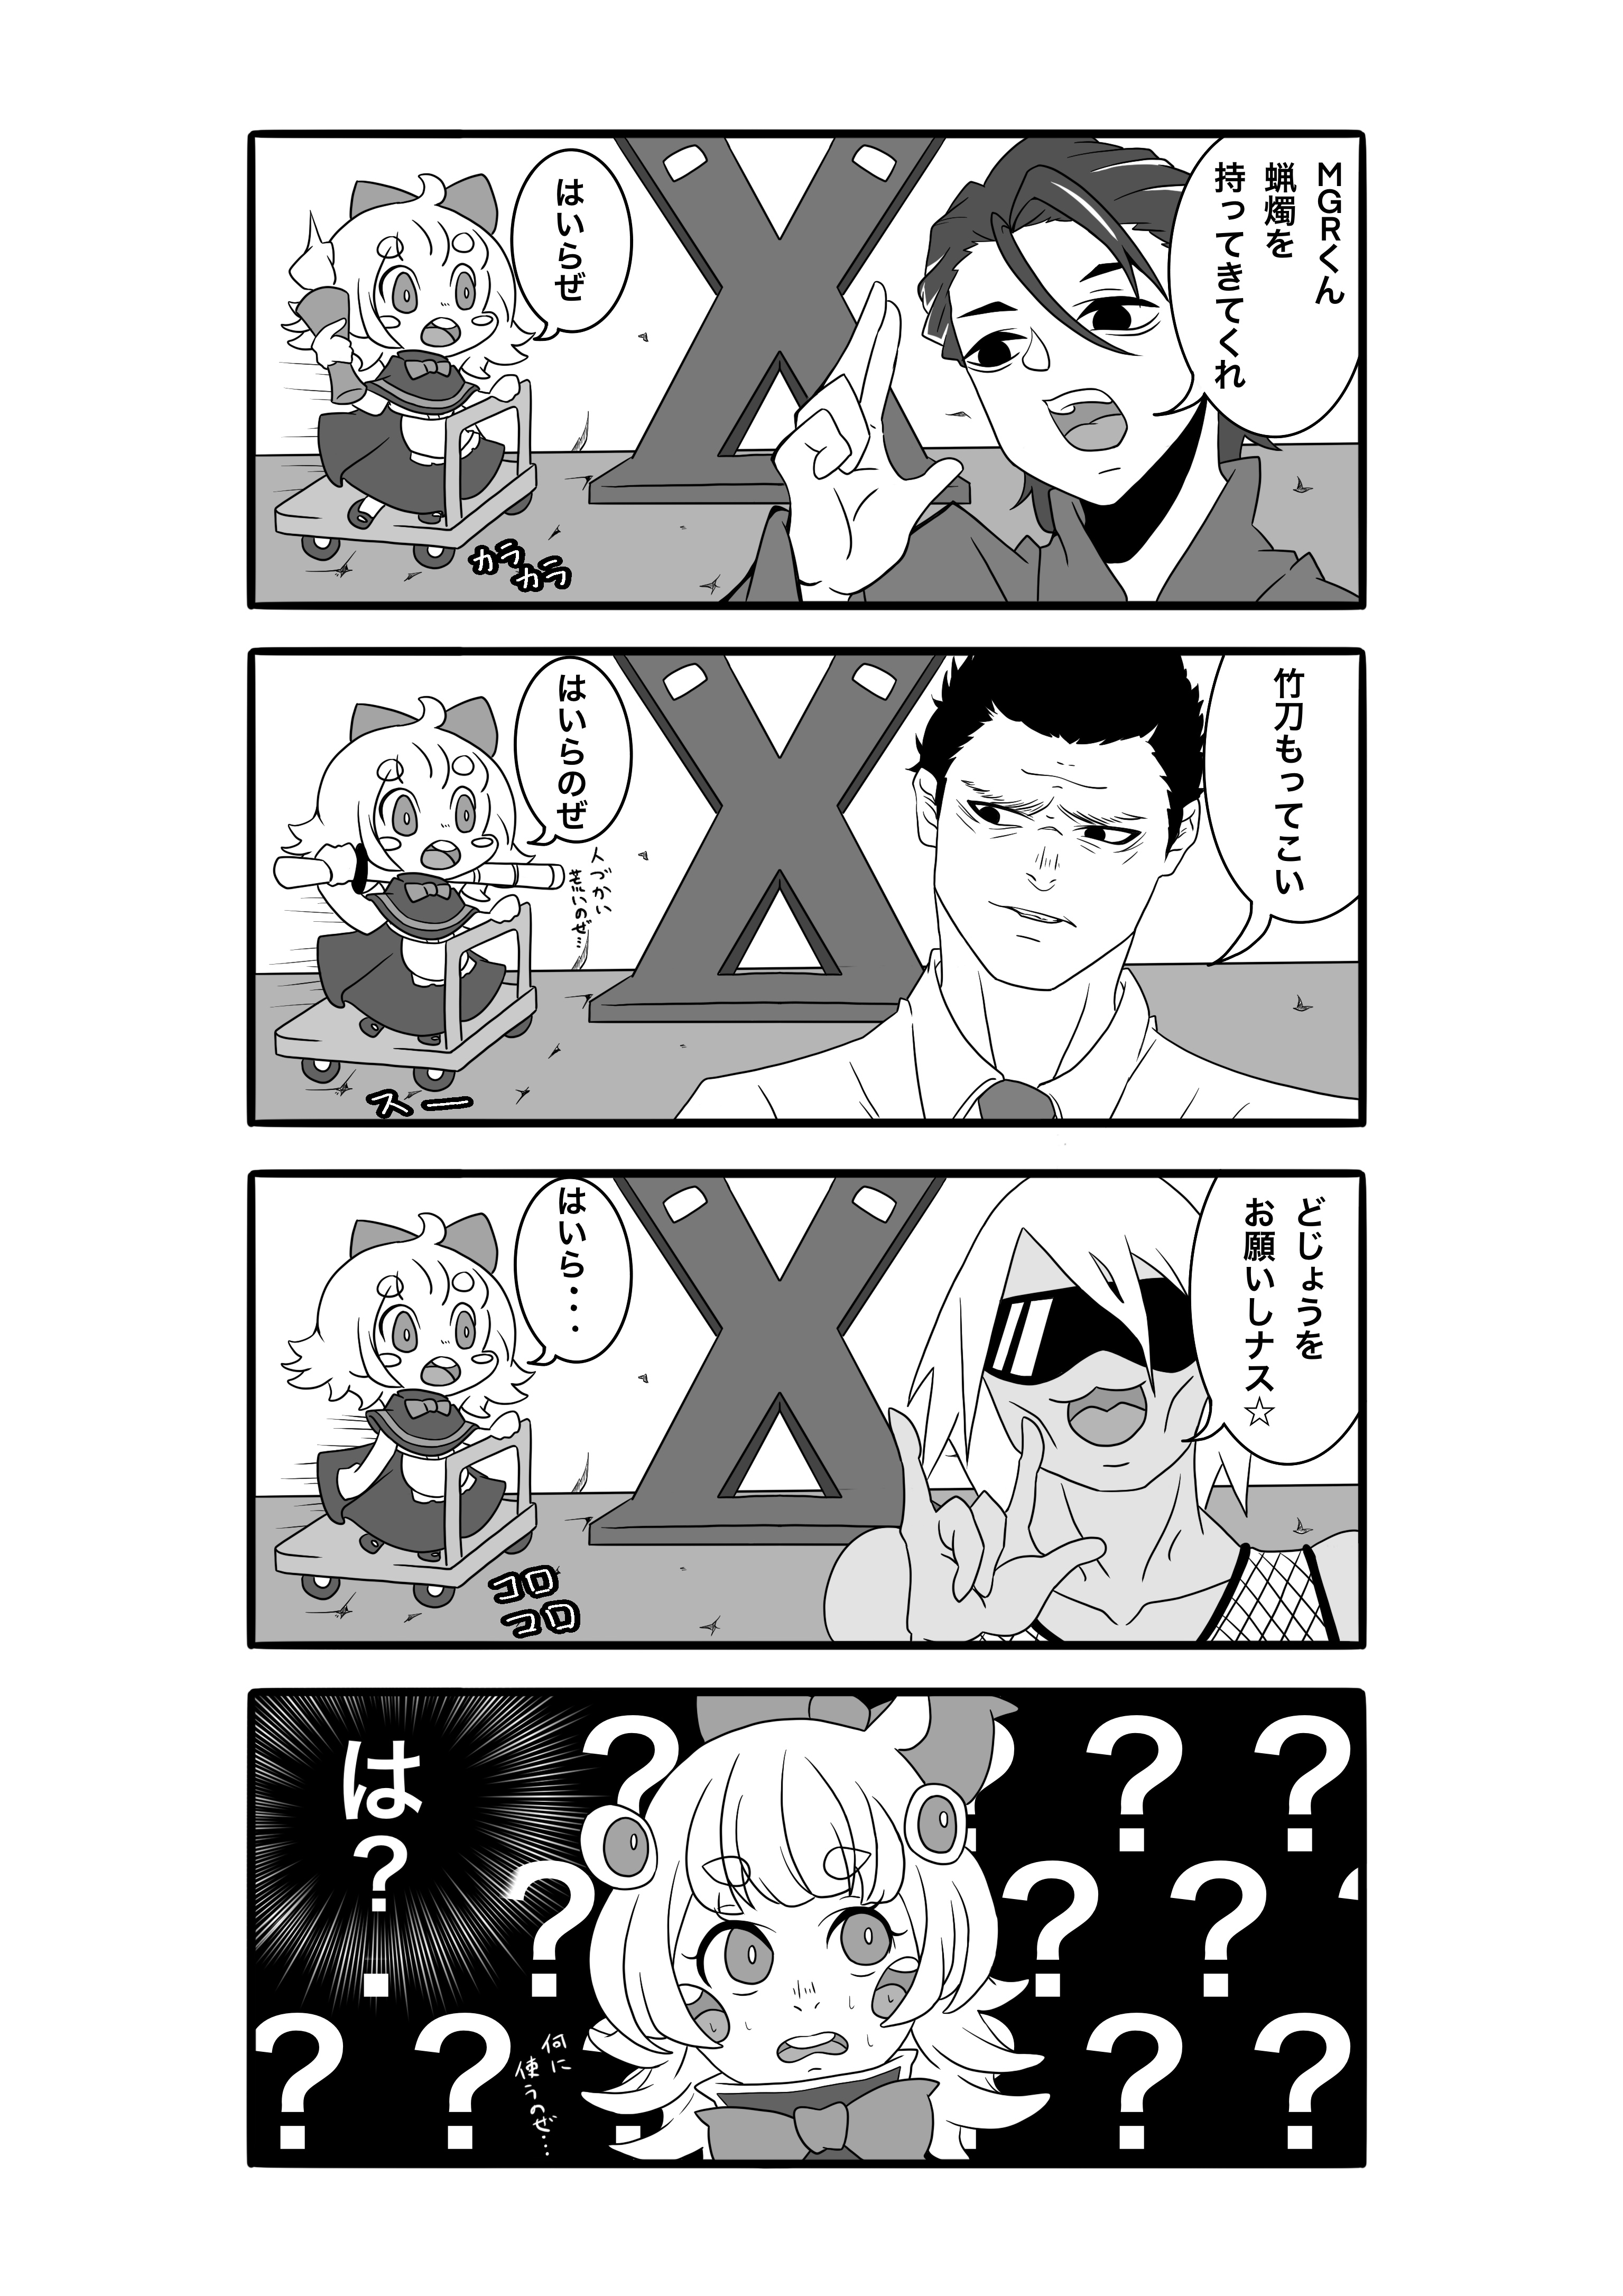 MGRくん
蝋燭を
持ってきてくれ
はいらぜ
カラ
カラ
竹刀もってこい
はいらのぜ
人づかい
荒いのぜ…
スー
どじょうを
お願いしナス☆
はいら・・・
コロ
コロ
は？
？
？
？
？
？
？
？
？
？
？
？
？
何に
使うのぜ…